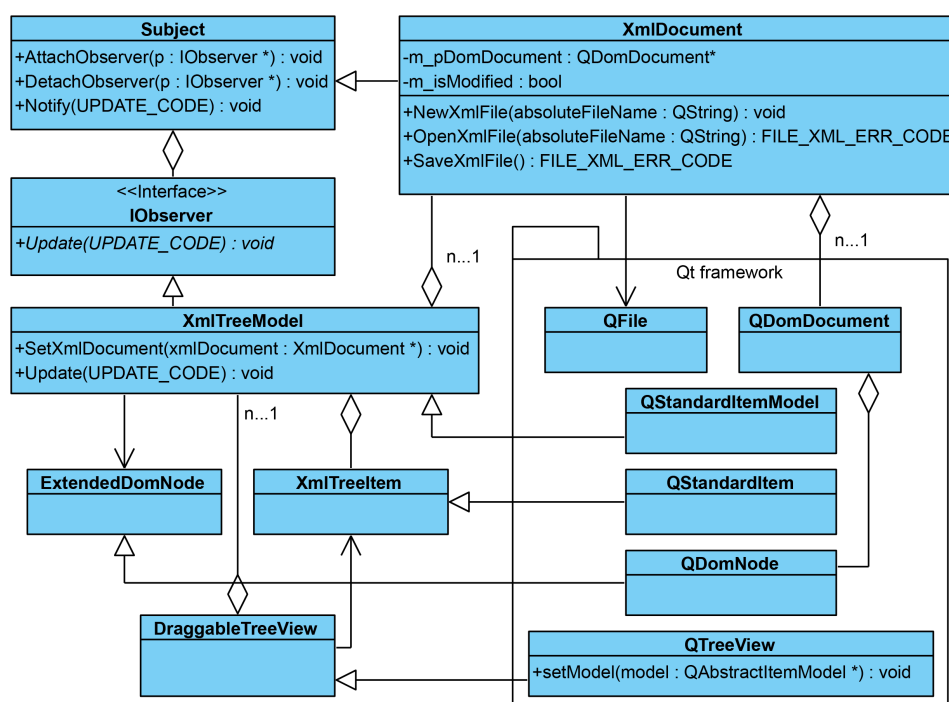 Subject
+AttachObserver(p : IObserver *) : void
+DetachObserver(p : IObserver *) : void
+Notify(UPDATE_CODE) : void
XmlDocument
-m_pDomDocument : QDomDocument*
-m_isModified : bool
+NewXmlFile(absoluteFileName : QString) : void
+OpenXmlFile(absoluteFileName : QString) : FILE_XML_ERR_CODE
+SaveXmlFile() : FILE_XML_ERR_CODE
<<Interface>>
IObserver
+Update(UPDATE_CODE) : void
n...1
n...1
Qt framework
XmlTreeModel
+SetXmlDocument(xmlDocument : XmlDocument *) : void
+Update(UPDATE_CODE) : void
QFile
QDomDocument
n...1
QStandardItemModel
ExtendedDomNode
XmlTreeItem
QStandardItem
QDomNode
DraggableTreeView
QTreeView
+setModel(model : QAbstractItemModel *) : void